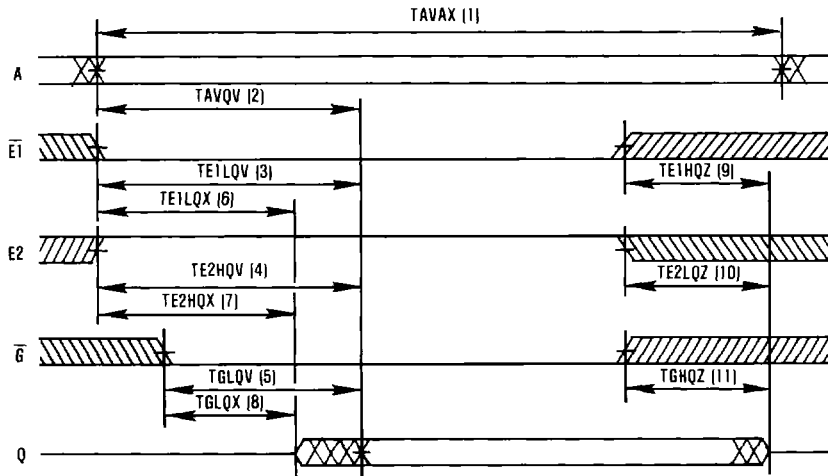 TAVAX (1)
A
TAVQV (2)
E1
TE1LQV (3)
TE1HQZ (9)
TE1LQX (6)
E2
TE2HQV (4)
TE2LQZ (10)
TE2HQX (7)
G
TGLQV (5)
TGHQZ (11)
TGLQX (8)
Q